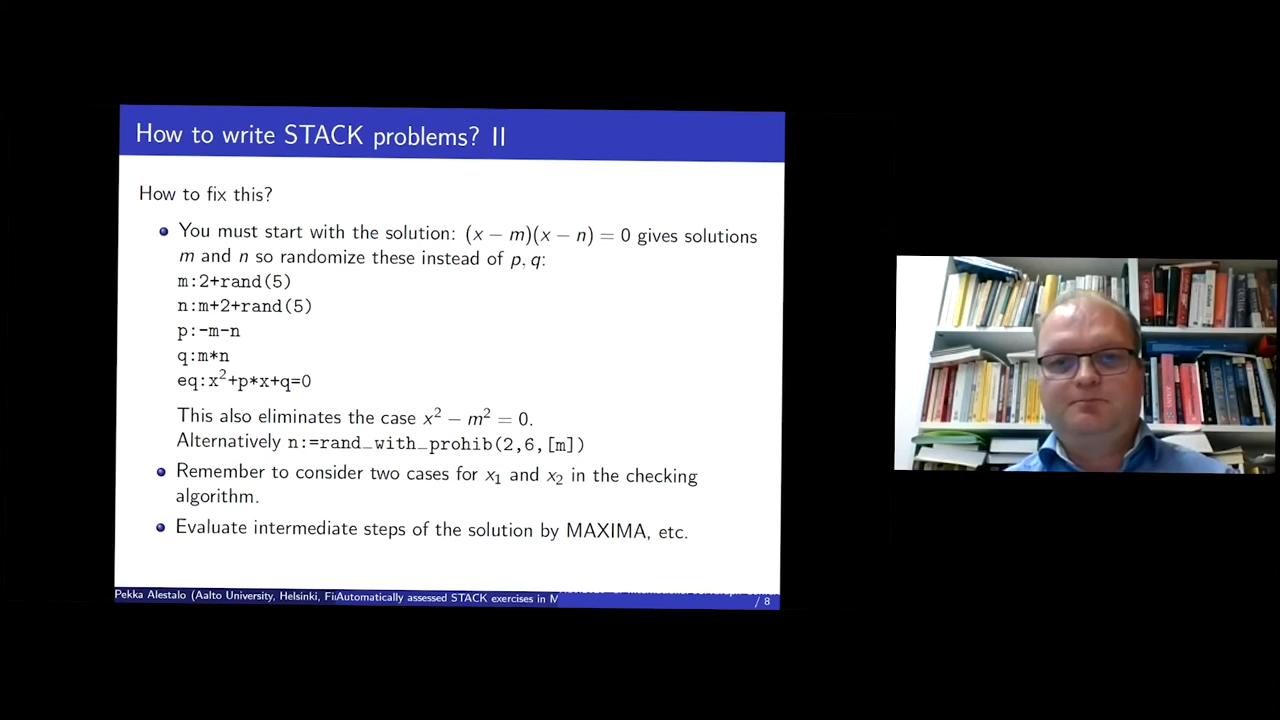 How to write STACK problems? II
How to fix this?
You must start with the solution: (x − m)(x − n) = 0 gives solutions
m and n so randomize these instead of p, q:
m:2+rand(5)
n:m+2+rand(5)
p:-m-n
q:m*n
eq:x²+p*x+q=0
This also eliminates the case x² − m² = 0.
Alternatively n:=rand_with_prohib(2,6,[m])
Remember to consider two cases for x₁ and x₂ in the checking
algorithm.
Evaluate intermediate steps of the solution by MAXIMA, etc.
Pekka Alestalo (Aalto University, Helsinki, Fi Automatically assessed STACK exercises in M
/ 8